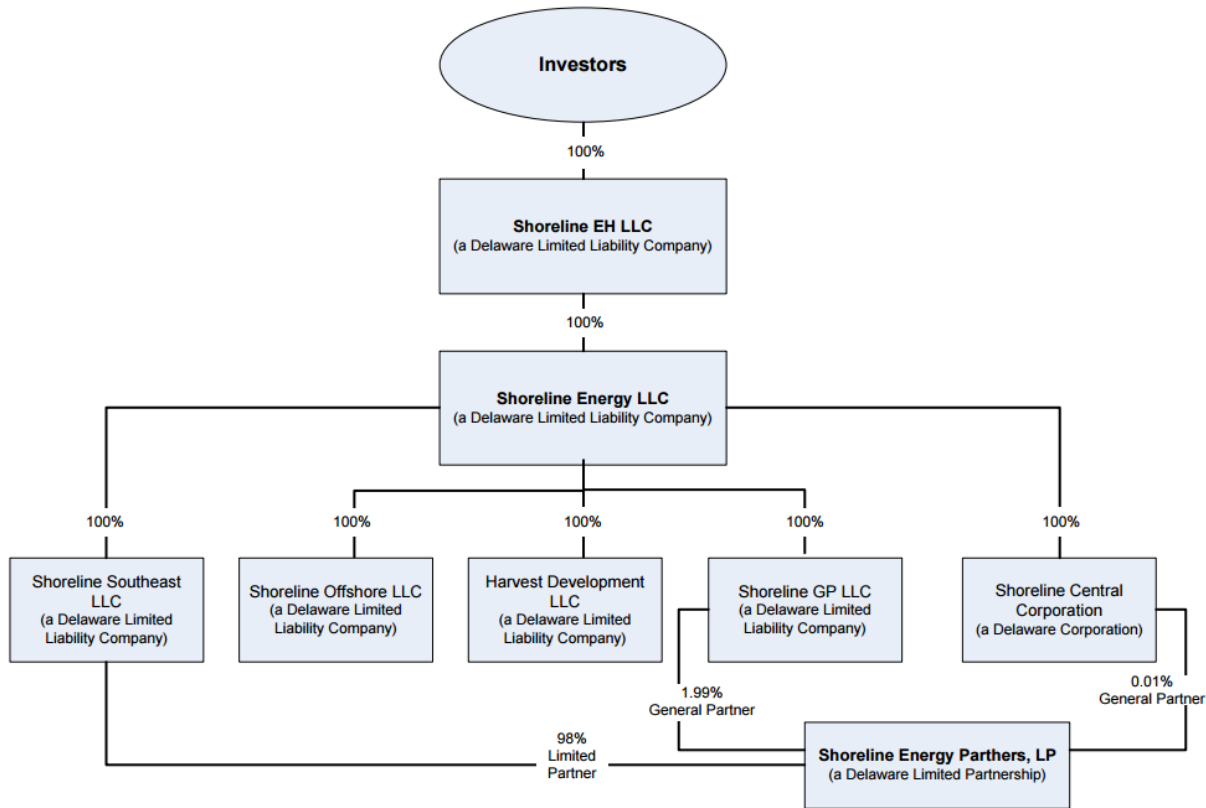 Investors
100%
Shoreline EH LLC
(a Delaware Limited Liability Company)
100%
Shoreline Energy LLC
(a Delaware Limited Liability Company)
100%
100%
100%
100%
100%
Shoreline Southeast
LLC
(a Delaware Limited
Liability Company)
Shoreline Offshore LLC
(a Delaware Limited
Liability Company)
Harvest Development
LLC
(a Delaware Limited
Liability Company)
Shoreline GP LLC
(a Delaware Limited
Liability Company)
Shoreline Central
Corporation
(a Delaware Corporation)
1.99%
General Partner
0.01%
General Partner
98%
Limited
Partner
Shoreline Energy Parthers, LP
(a Delaware Limited Partnership)